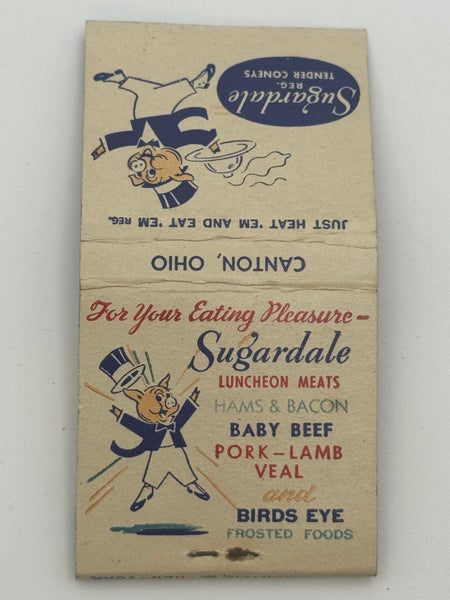 Sugardale
REG.
TENDER CONEYS
JUST HEAT 'EM AND EAT 'EM REG.
CANTON, OHIO
For Your Eating Pleasure—
Sugardale
LUNCHEON MEATS
HAMS & BACON
BABY BEEF
PORK—LAMB
VEAL
and
BIRDS EYE
FROSTED FOODS